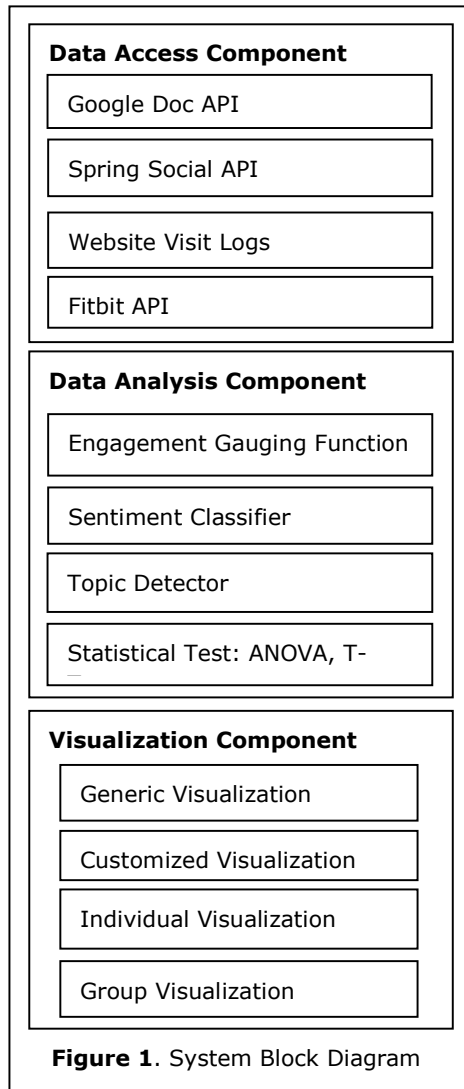 Data Access Component
Google Doc API
Spring Social API
Website Visit Logs
Fitbit API
Data Analysis Component
Engagement Gauging Function
Sentiment Classifier
Topic Detector
Statistical Test: ANOVA, T-
Visualization Component
Generic Visualization
Customized Visualization
Individual Visualization
Group Visualization
Figure 1. System Block Diagram